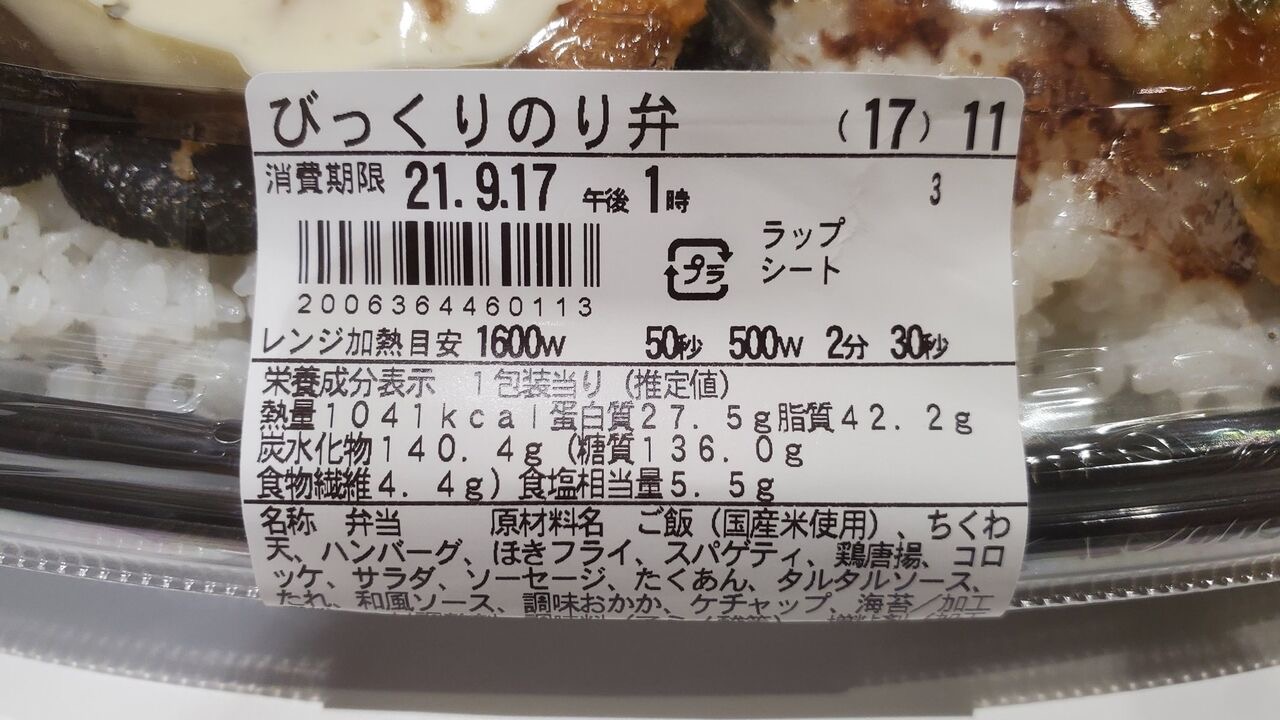 びっくりのり弁 (17) 11
消費期限 21.9.17 午後 1時 3
プラ ラップ
シート
2006364460113
レンジ加熱目安 1600W 50秒 500W 2分 30秒
栄養成分表示 1包装当り(推定値)
熱量1041kcal蛋白質27.5g脂質42.2g
炭水化物140.4g(糖質136.0g
食物繊維4.4g)食塩相当量5.5g
名称 弁当 原材料名 ご飯(国産米使用)、ちくわ
天、ハンバーグ、ほきフライ、スパゲティ、鶏唐揚、コロ
ッケ、サラダ、ソーセージ、たくあん、タルタルソース、
たれ、和風ソース、調味おかか、ケチャップ、海苔/加工